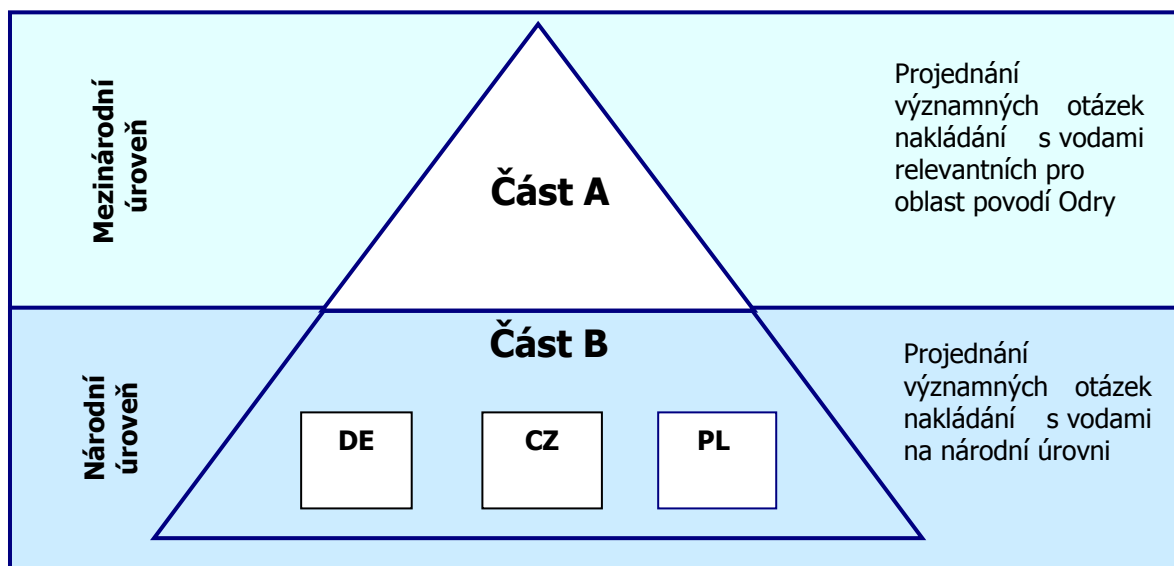 Mezinárodní
úroveň
Část A
Projednání
významných otázek
nakládání s vodami
relevantních pro
oblast povodí Odry
Národní
úroveň
Část B
DE
CZ
PL
Projednání
významných otázek
nakládání s vodami
na národní úrovni